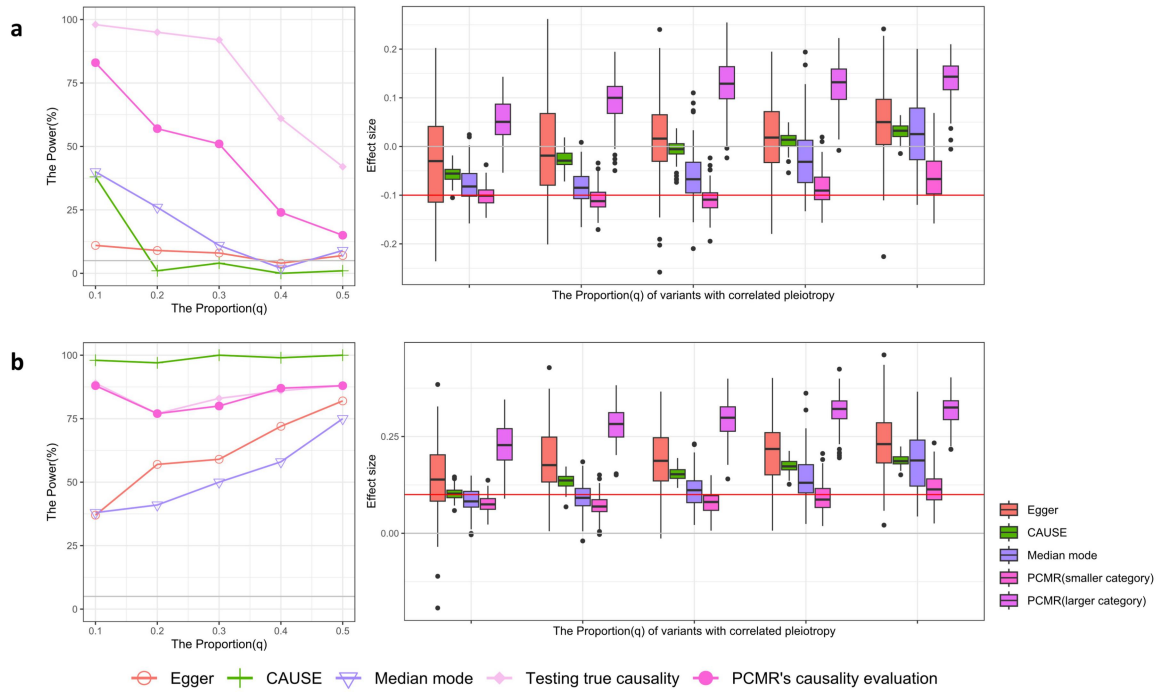 a
The Power(%)
100
75
50
25
0
0.1 0.2 0.3 0.4 0.5
The Proportion(q)
Effect size
0.2
0.1
0.0
-0.1
-0.2
The Proportion(q) of variants with correlated pleiotropy
b
The Power(%)
100
75
50
25
0
0.1 0.2 0.3 0.4 0.5
The Proportion(q)
Effect size
0.25
0.00
The Proportion(q) of variants with correlated pleiotropy
Egger
CAUSE
Median mode
PCMR(smaller category)
PCMR(larger category)
Egger CAUSE Median mode Testing true causality PCMR's causality evaluation